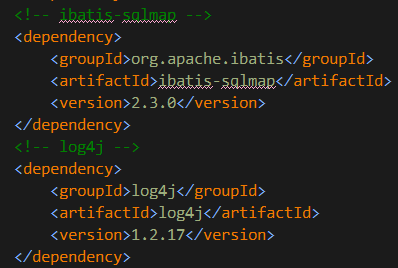 <!-- ibatis-sqlmap -->
<dependency>
    <groupId>org.apache.ibatis</groupId>
    <artifactId>ibatis-sqlmap</artifactId>
    <version>2.3.0</version>
</dependency>
<!-- log4j -->
<dependency>
    <groupId>log4j</groupId>
    <artifactId>log4j</artifactId>
    <version>1.2.17</version>
</dependency>